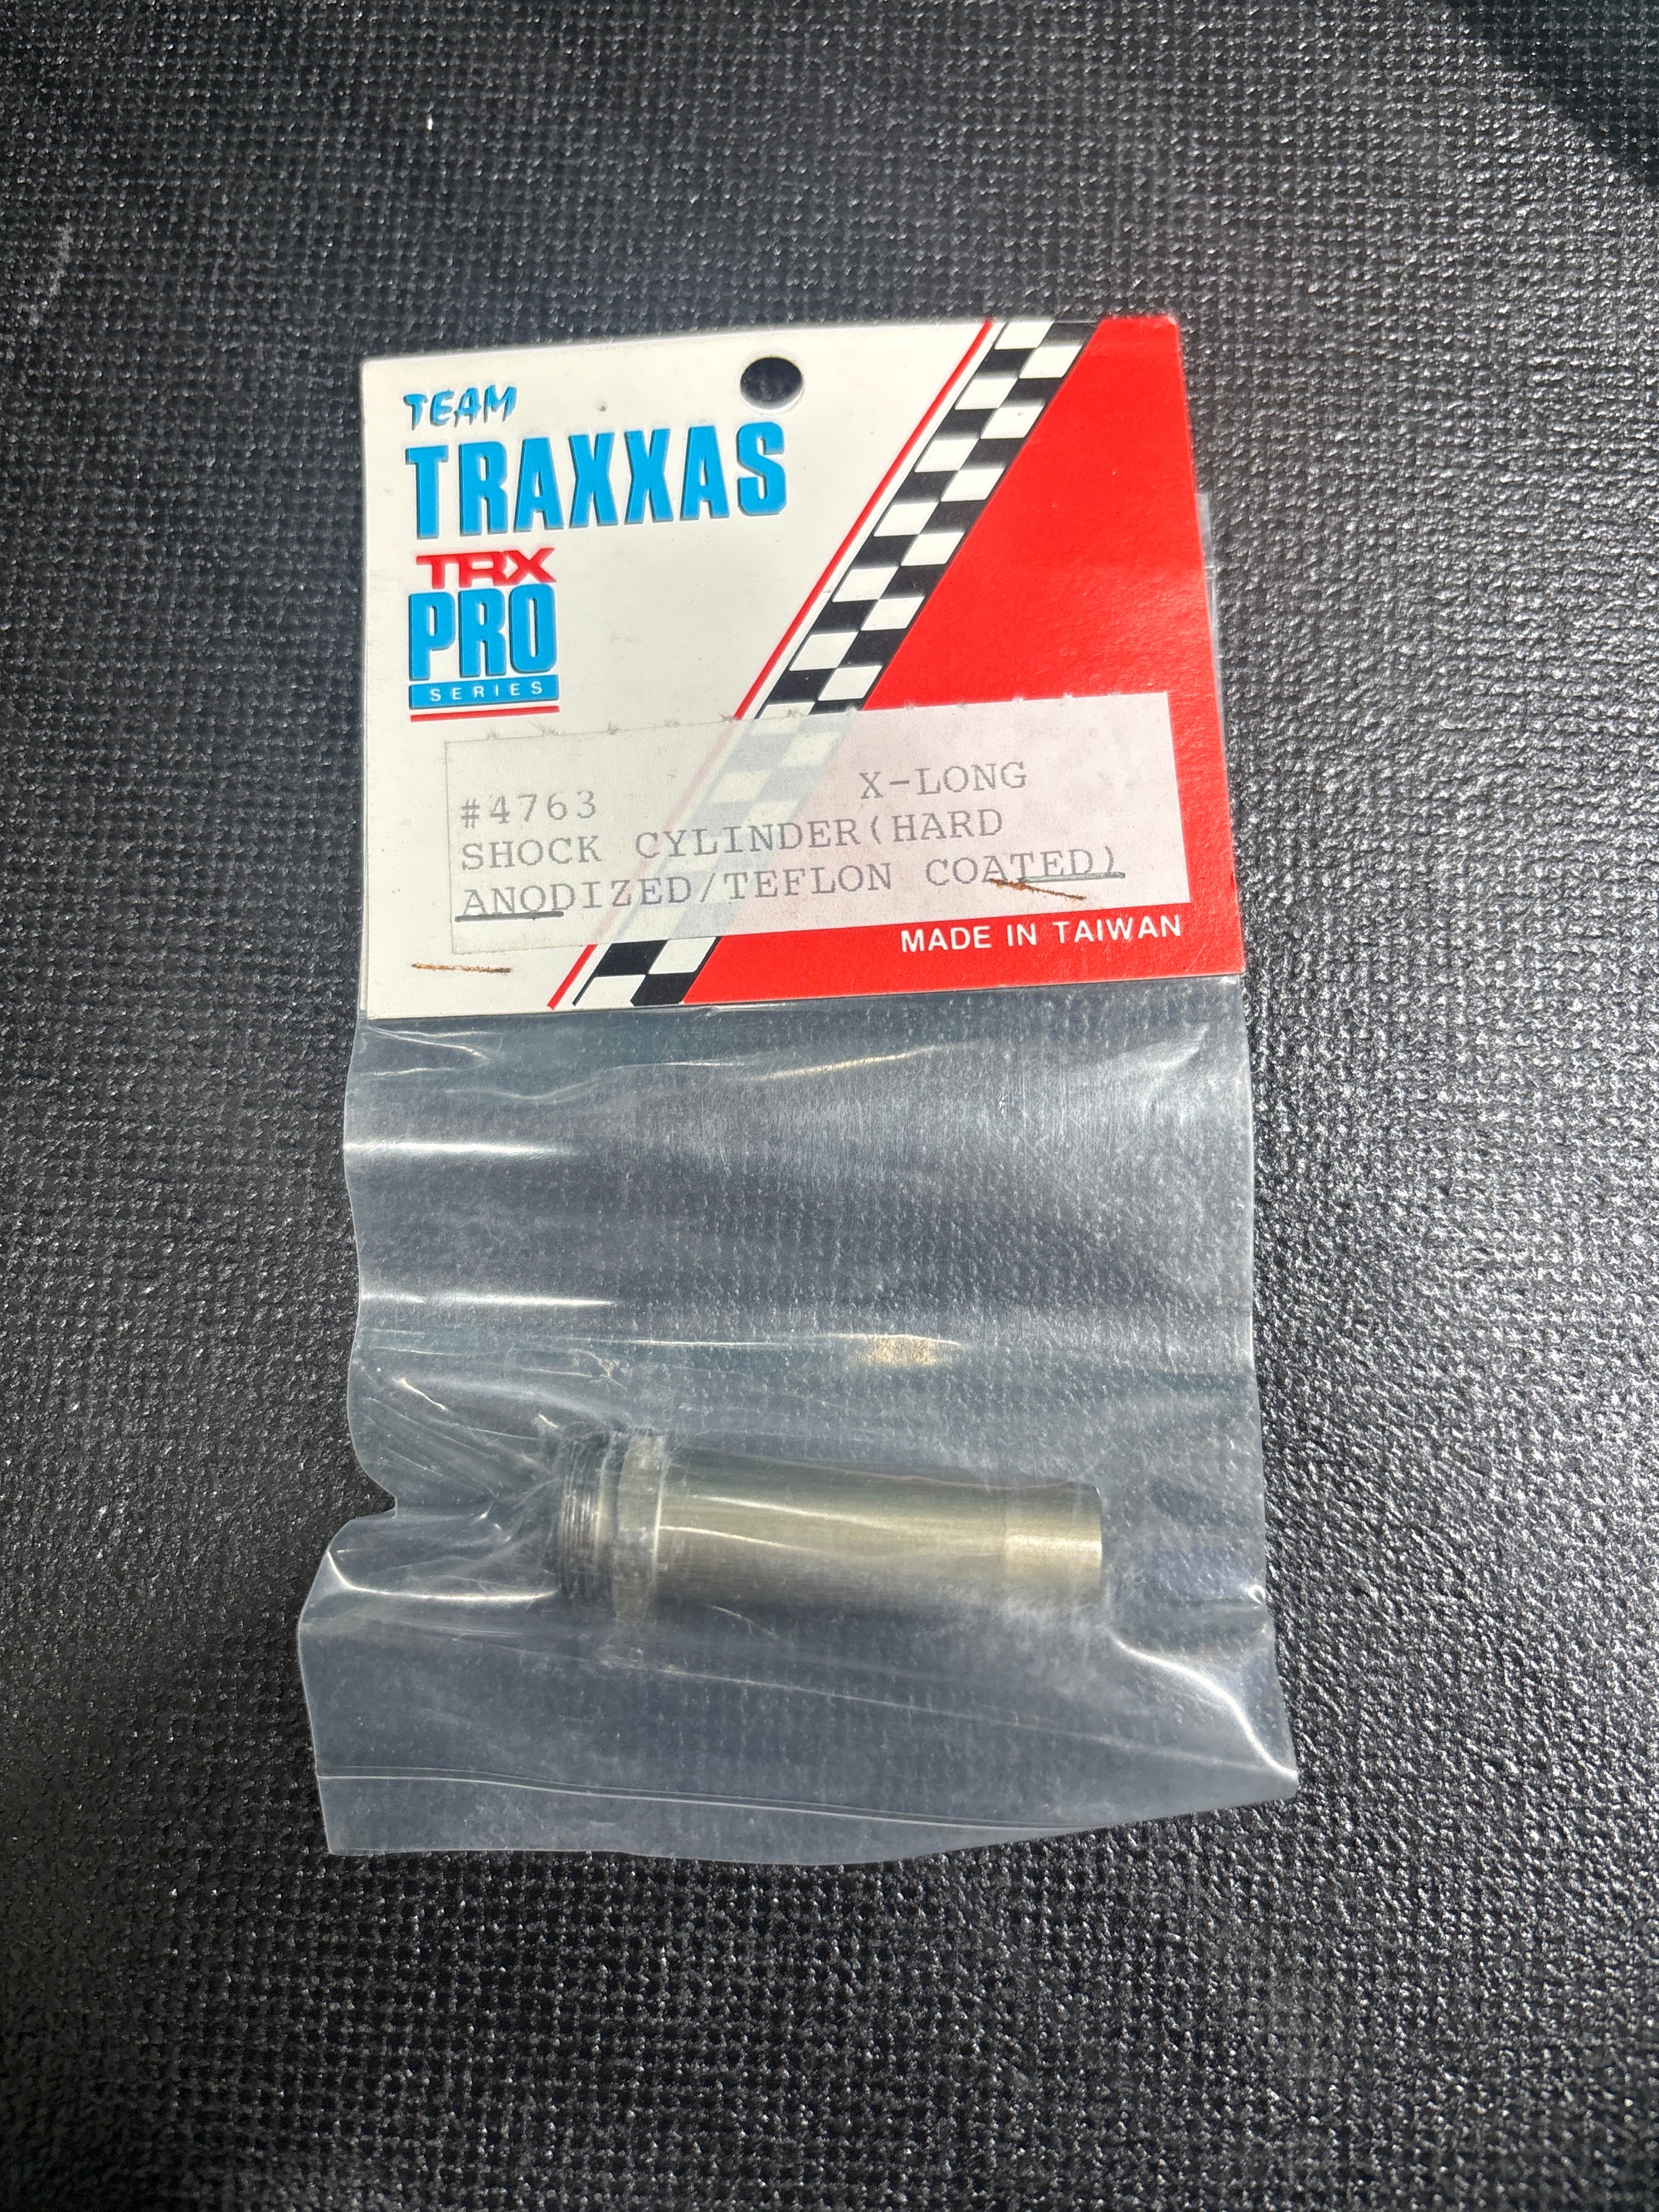 TEAM
TRAXXAS
TRX
PRO
SERIES
#4763 X-LONG
SHOCK CYLINDER(HARD
ANODIZED/TEFLON COATED)
MADE IN TAIWAN